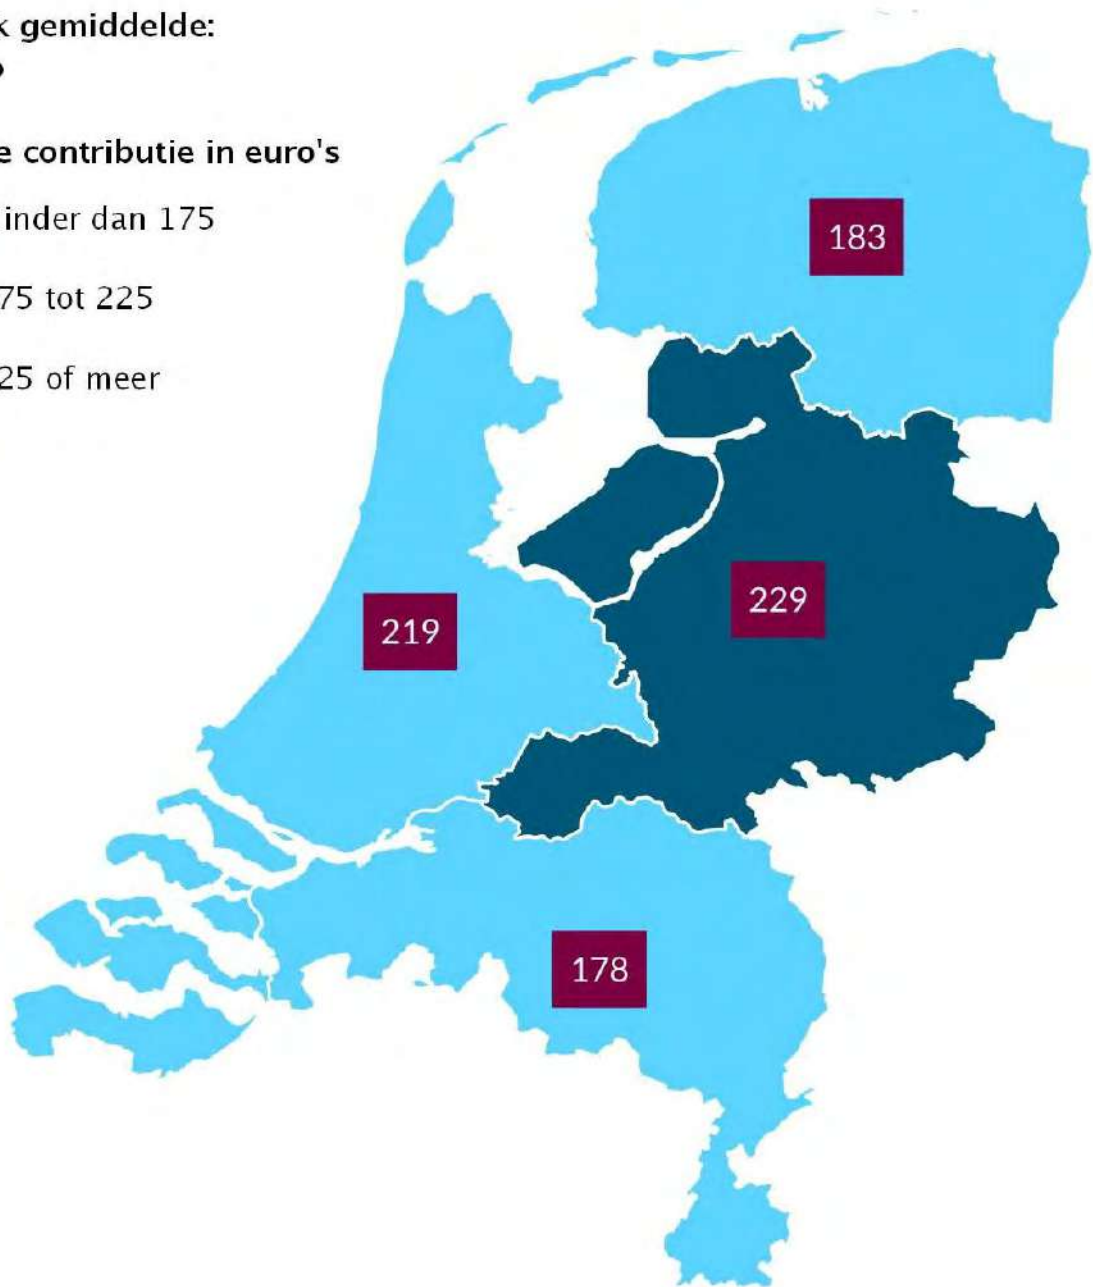 k gemiddelde:
e contributie in euro's
inder dan 175
75 tot 225
25 of meer
183
229
219
178